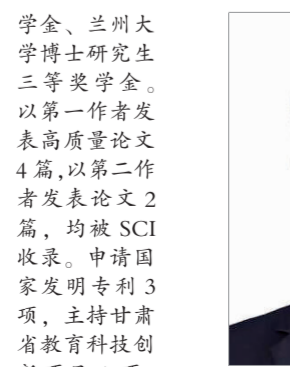 学金、兰州大
学博士研究生
三等奖学金。
以第一作者发
表高质量论文
4 篇,以第二作
者发表论文 2
篇，均被 SCI
收录。申请国
家发明专利 3
项，主持甘肃
省教育科技创